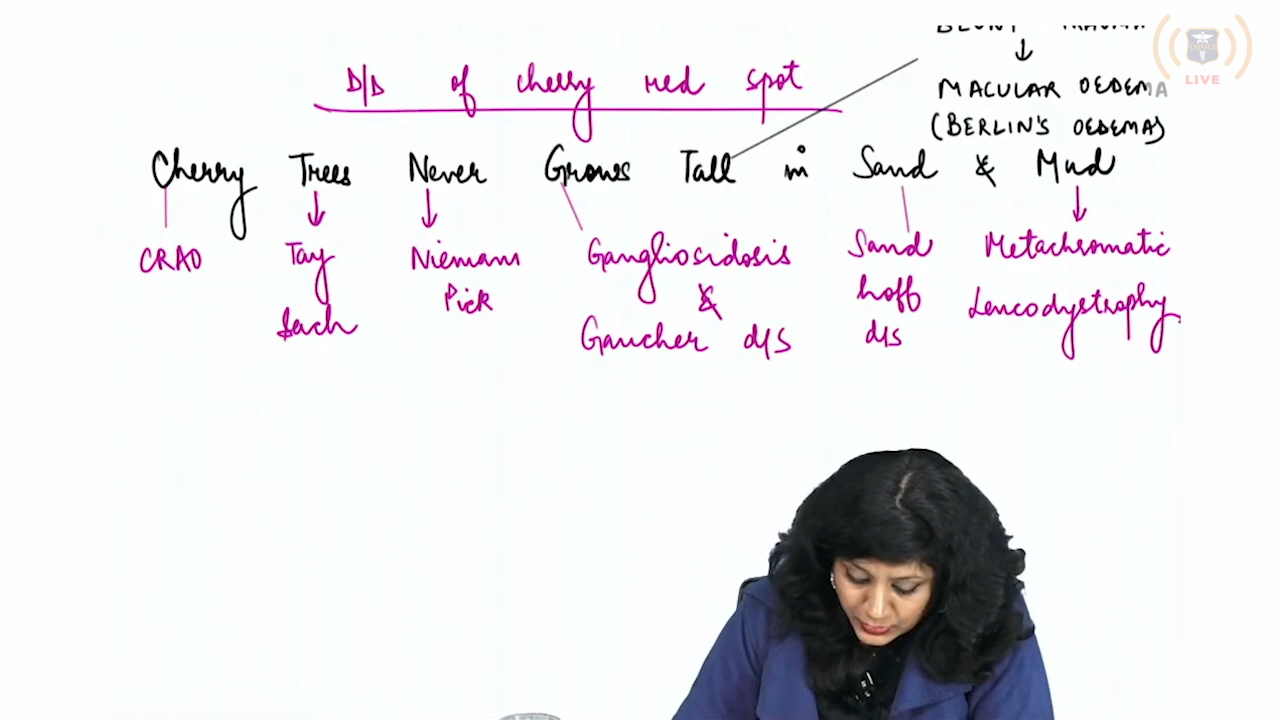 D/D of cherry red spot
MACULAR OEDEMA
(BERLIN'S OEDEMA)
Cherry Trees Never Grows Tall in Sand & Mud
CRAO
Tay
Sach
Niemann
Pick
Gangliosidosis
&
Gaucher d/s
Sand
hoff
d/s
Metachromatic
Leucodystrophy
LIVE